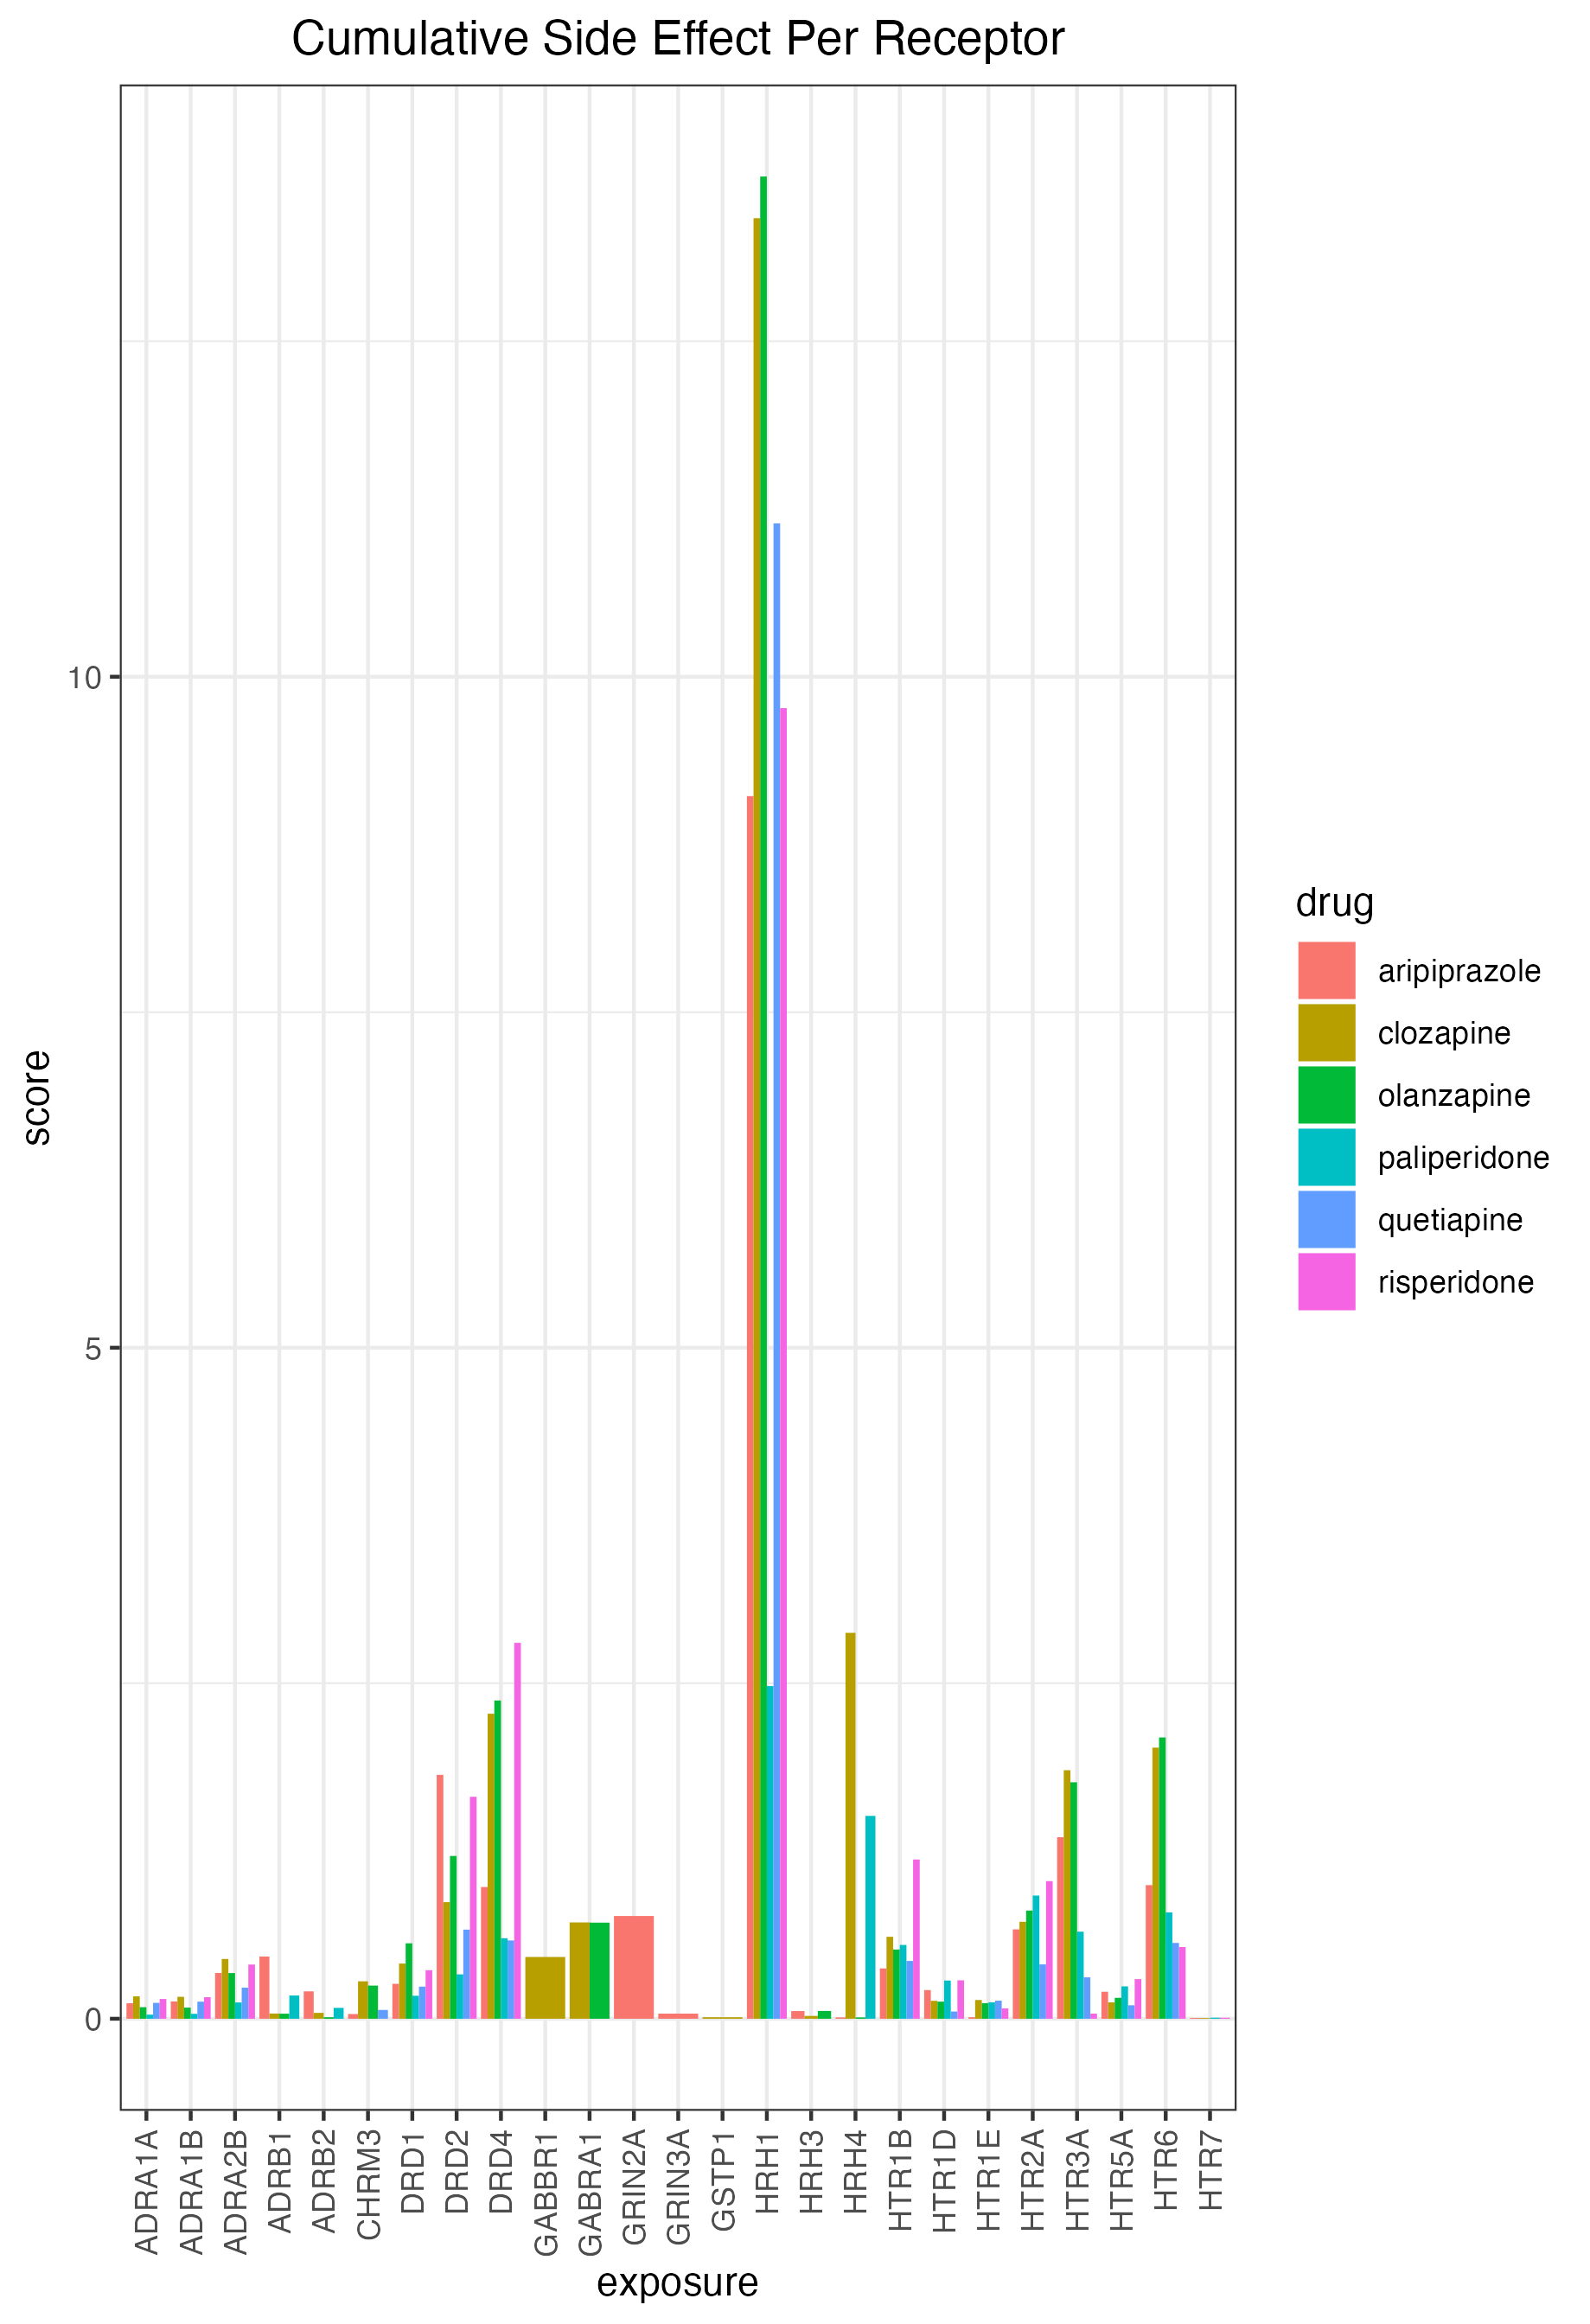 Cumulative Side Effect Per Receptor
score
10
5
0
ADRA1A
ADRA1B
ADRA2B
ADRB1
ADRB2
CHRM3
DRD1
DRD2
DRD4
GABBR1
GABRA1
GRIN2A
GRIN3A
GSTP1
HRH1
HRH3
HRH4
HTR1B
HTR1D
HTR1E
HTR2A
HTR3A
HTR5A
HTR6
HTR7
exposure
drug
aripiprazole
clozapine
olanzapine
paliperidone
quetiapine
risperidone